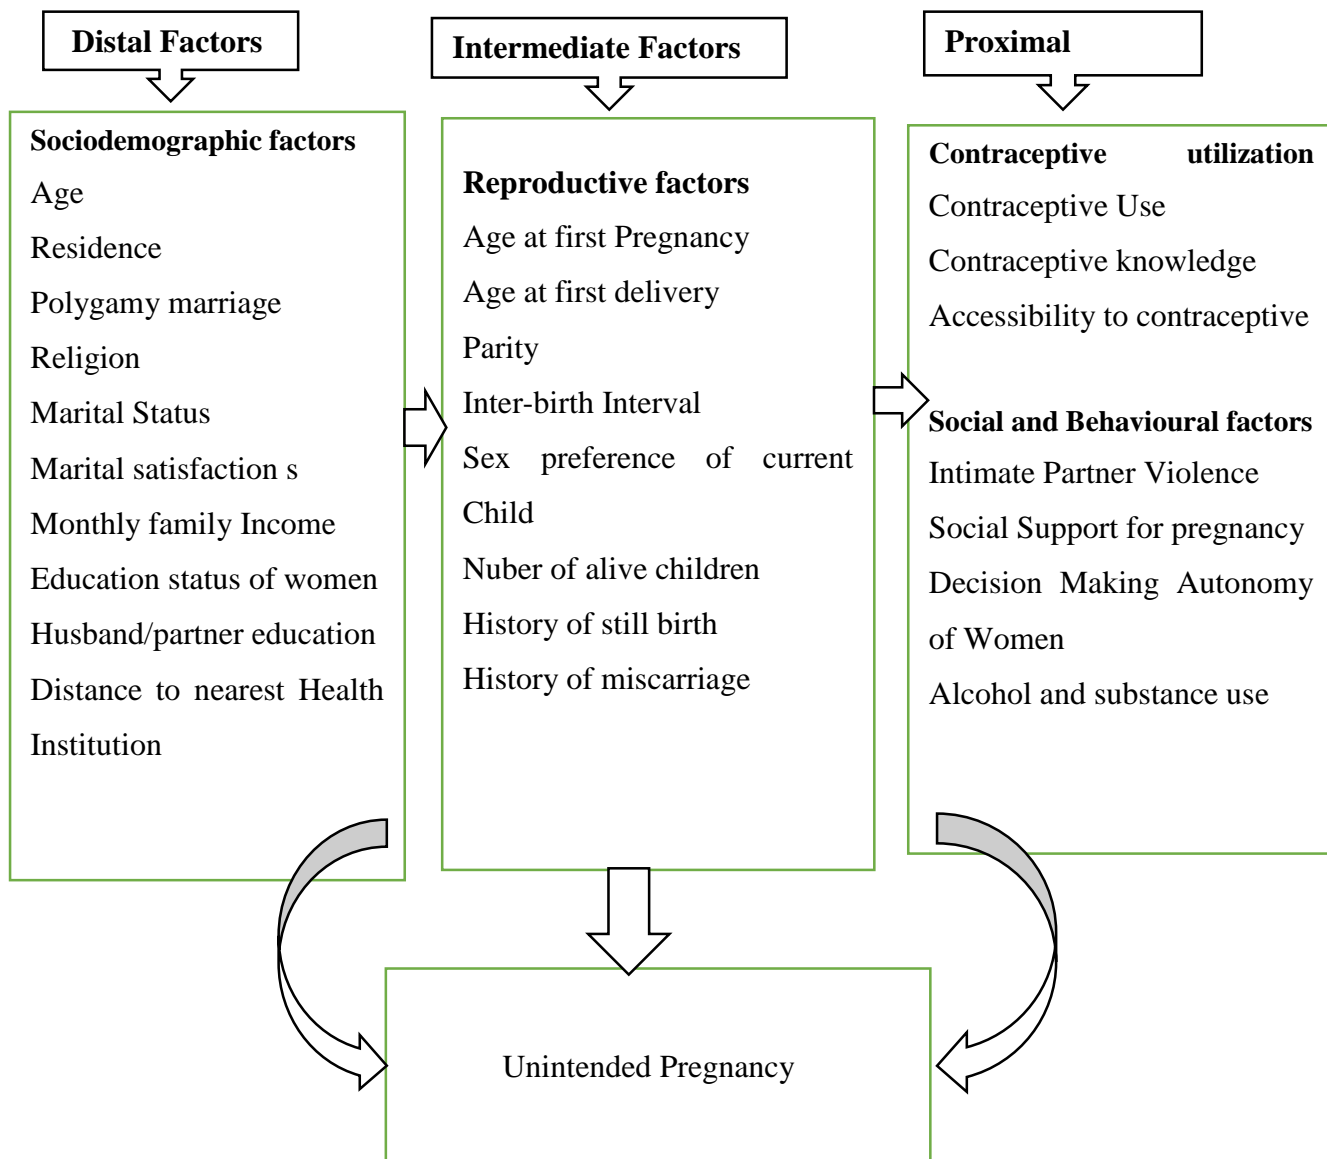 Distal Factors
Intermediate Factors
Proximal
Sociodemographic factors
Age
Residence
Polygamy marriage
Religion
Marital Status
Marital satisfaction s
Monthly family Income
Education status of women
Husband/partner education
Distance to nearest Health
Institution
Reproductive factors
Age at first Pregnancy
Age at first delivery
Parity
Inter-birth Interval
Sex preference of current
Child
Nuber of alive children
History of still birth
History of miscarriage
Contraceptive utilization
Contraceptive Use
Contraceptive knowledge
Accessibility to contraceptive
Social and Behavioural factors
Intimate Partner Violence
Social Support for pregnancy
Decision Making Autonomy
of Women
Alcohol and substance use
Unintended Pregnancy